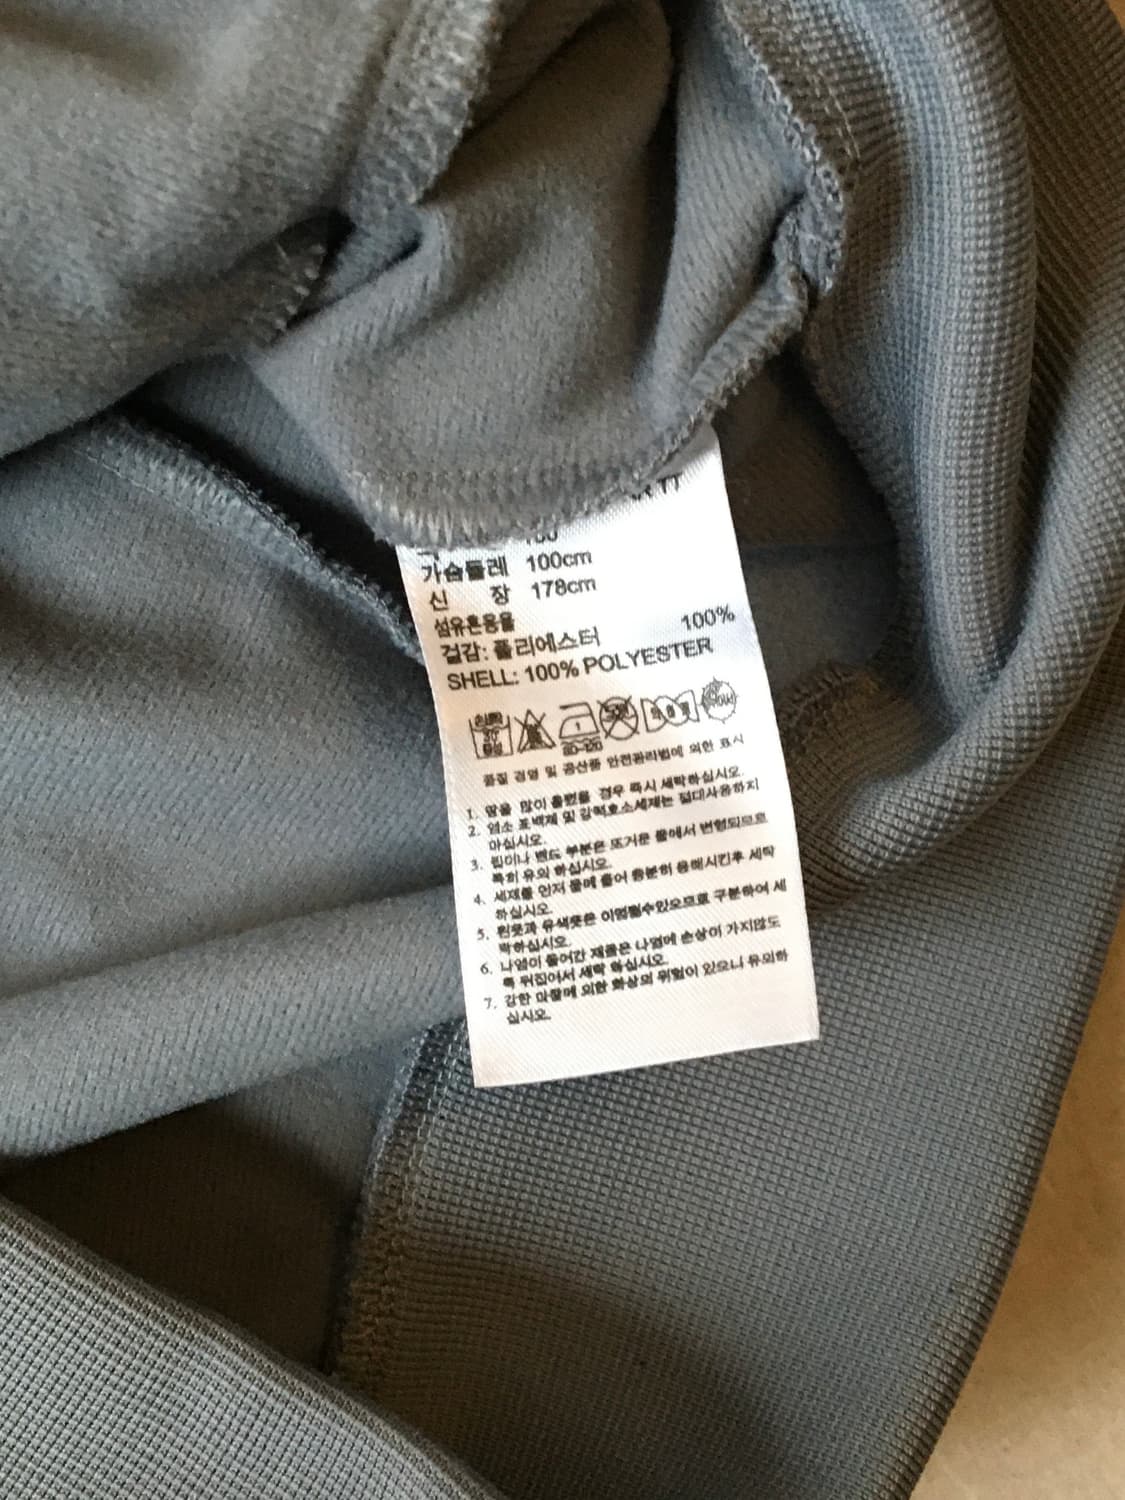 가슴둘레 100cm
신 장 178cm
섬유혼용율
겉감: 폴리에스터 100%
SHELL: 100% POLYESTER
80-120
품질 경영 및 공산품 안전관리법에 의한 표시
1. 땀을 많이 흘렸을 경우 즉시 세탁하십시오.
2. 염소 표백제 및 강력효소세제는 절대사용하지
마십시오.
3. 립이나 밴드 부분은 뜨거운 물에서 변형되므로
특히 유의 하십시오.
4. 세제를 먼저 물에 풀어 충분히 용해시킨후 세탁
하십시오.
5. 흰옷과 유색옷은 이염될수있으므로 구분하여 세
탁하십시오.
6. 나염이 들어간 제품은 나염에 손상이 가지않도
록 뒤집어서 세탁 하십시오.
7. 강한 마찰에 의한 화상의 위험이 있으니 유의하
십시오.